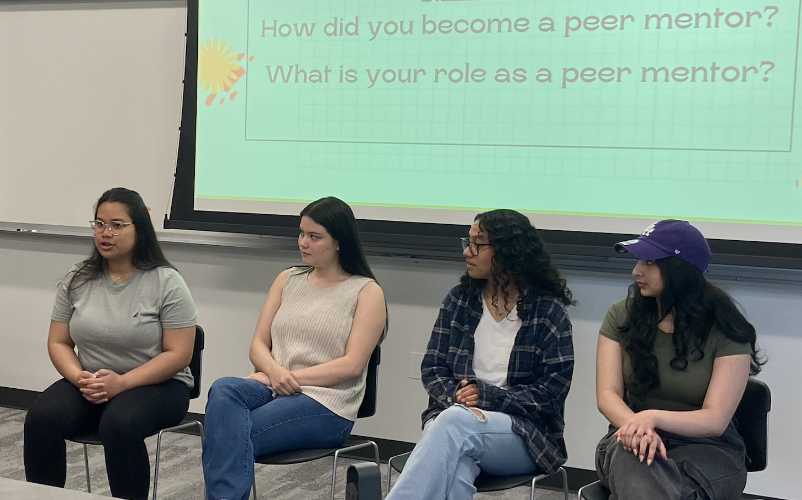 How did you become a peer mentor?
What is your role as a peer mentor?